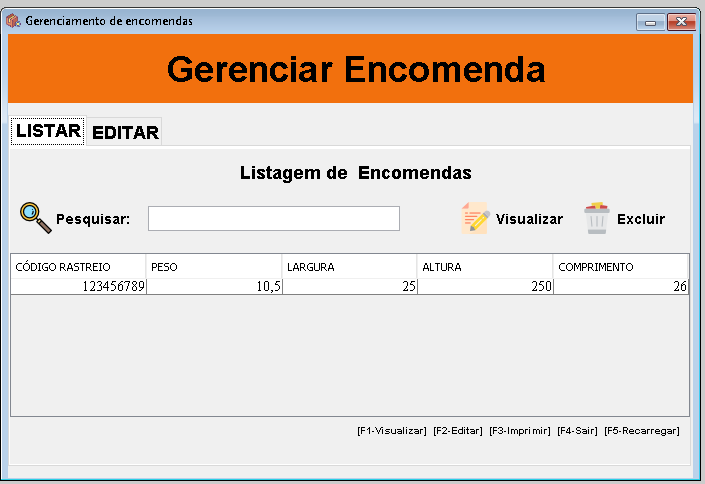 Gerenciamento de encomendas
Gerenciar Encomenda
LISTAR EDITAR
Listagem de Encomendas
Pesquisar: Visualizar Excluir
CÓDIGO RASTREIO PESO LARGURA ALTURA COMPRIMENTO
123456789 10,5 25 250 26
[F1-Visualizar] [F2-Editar] [F3-Imprimir] [F4-Sair] [F5-Recarregar]